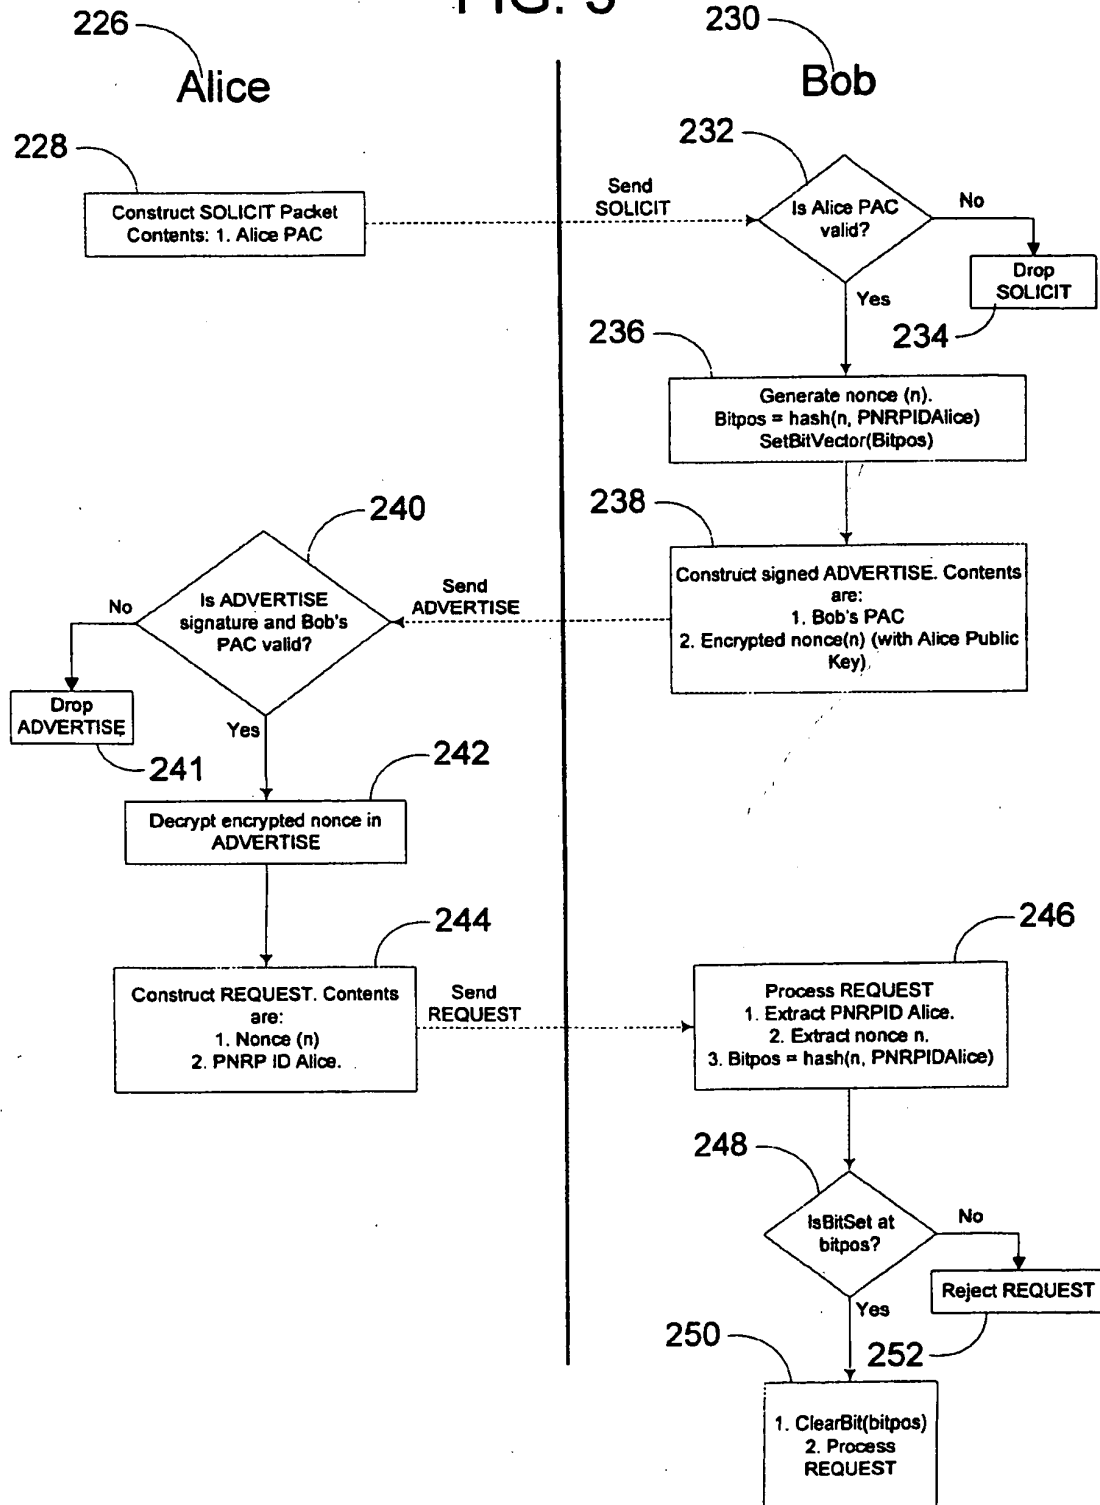 226
230
Alice
Bob
228
232
Construct SOLICIT Packet
Contents: 1. Alice PAC
Send
SOLICIT
Is Alice PAC
valid?
No
Drop
SOLICIT
234
Yes
236
Generate nonce (n).
Bitpos = hash(n, PNRPIDAlice)
SetBitVector(Bitpos)
238
Construct signed ADVERTISE. Contents
are:
1. Bob's PAC
2. Encrypted nonce(n) (with Alice Public
Key)
Send
ADVERTISE
240
Is ADVERTISE
signature and Bob's
PAC valid?
No
Drop
ADVERTISE
241
Yes
242
Decrypt encrypted nonce in
ADVERTISE
244
Construct REQUEST. Contents
are:
1. Nonce (n)
2. PNRP ID Alice.
Send
REQUEST
246
Process REQUEST
1. Extract PNRPID Alice.
2. Extract nonce n.
3. Bitpos = hash(n, PNRPIDAlice)
248
IsBitSet at
bitpos?
No
Reject REQUEST
252
Yes
250
1. ClearBit(bitpos)
2. Process
REQUEST